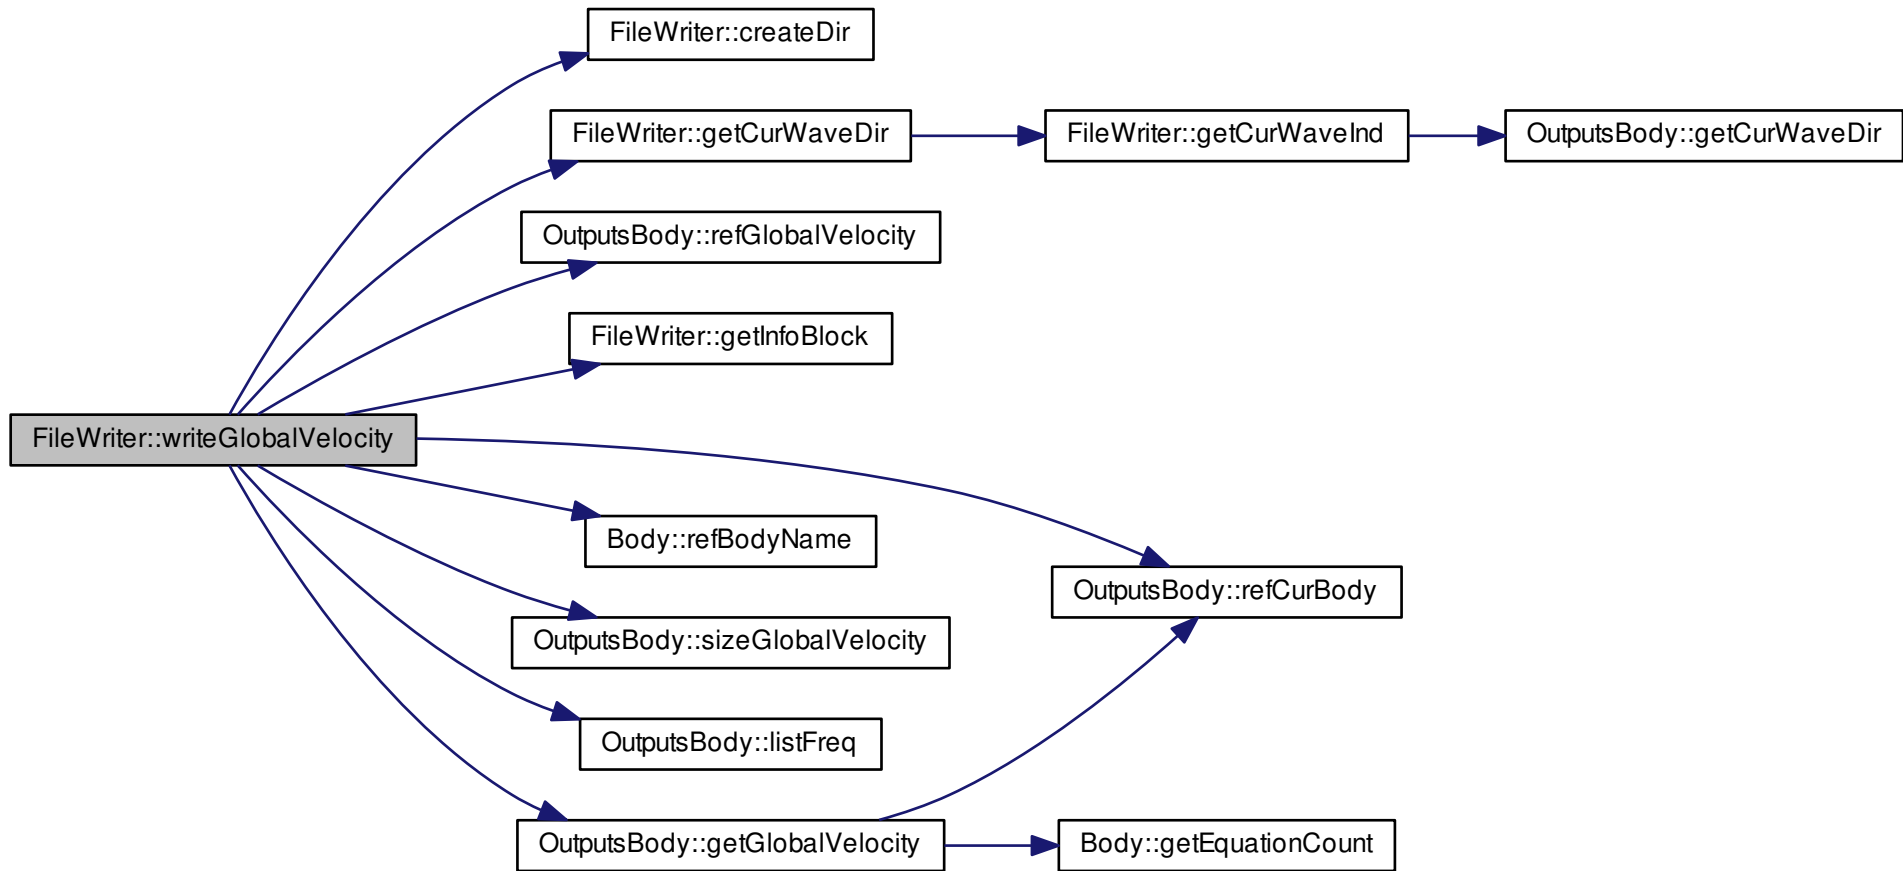 FileWriter::createDir
FileWriter::getCurWaveDir
FileWriter::getCurWaveInd
OutputsBody::getCurWaveDir
OutputsBody::refGlobalVelocity
FileWriter::getInfoBlock
FileWriter::writeGlobalVelocity
Body::refBodyName
OutputsBody::refCurBody
OutputsBody::sizeGlobalVelocity
OutputsBody::listFreq
OutputsBody::getGlobalVelocity
Body::getEquationCount